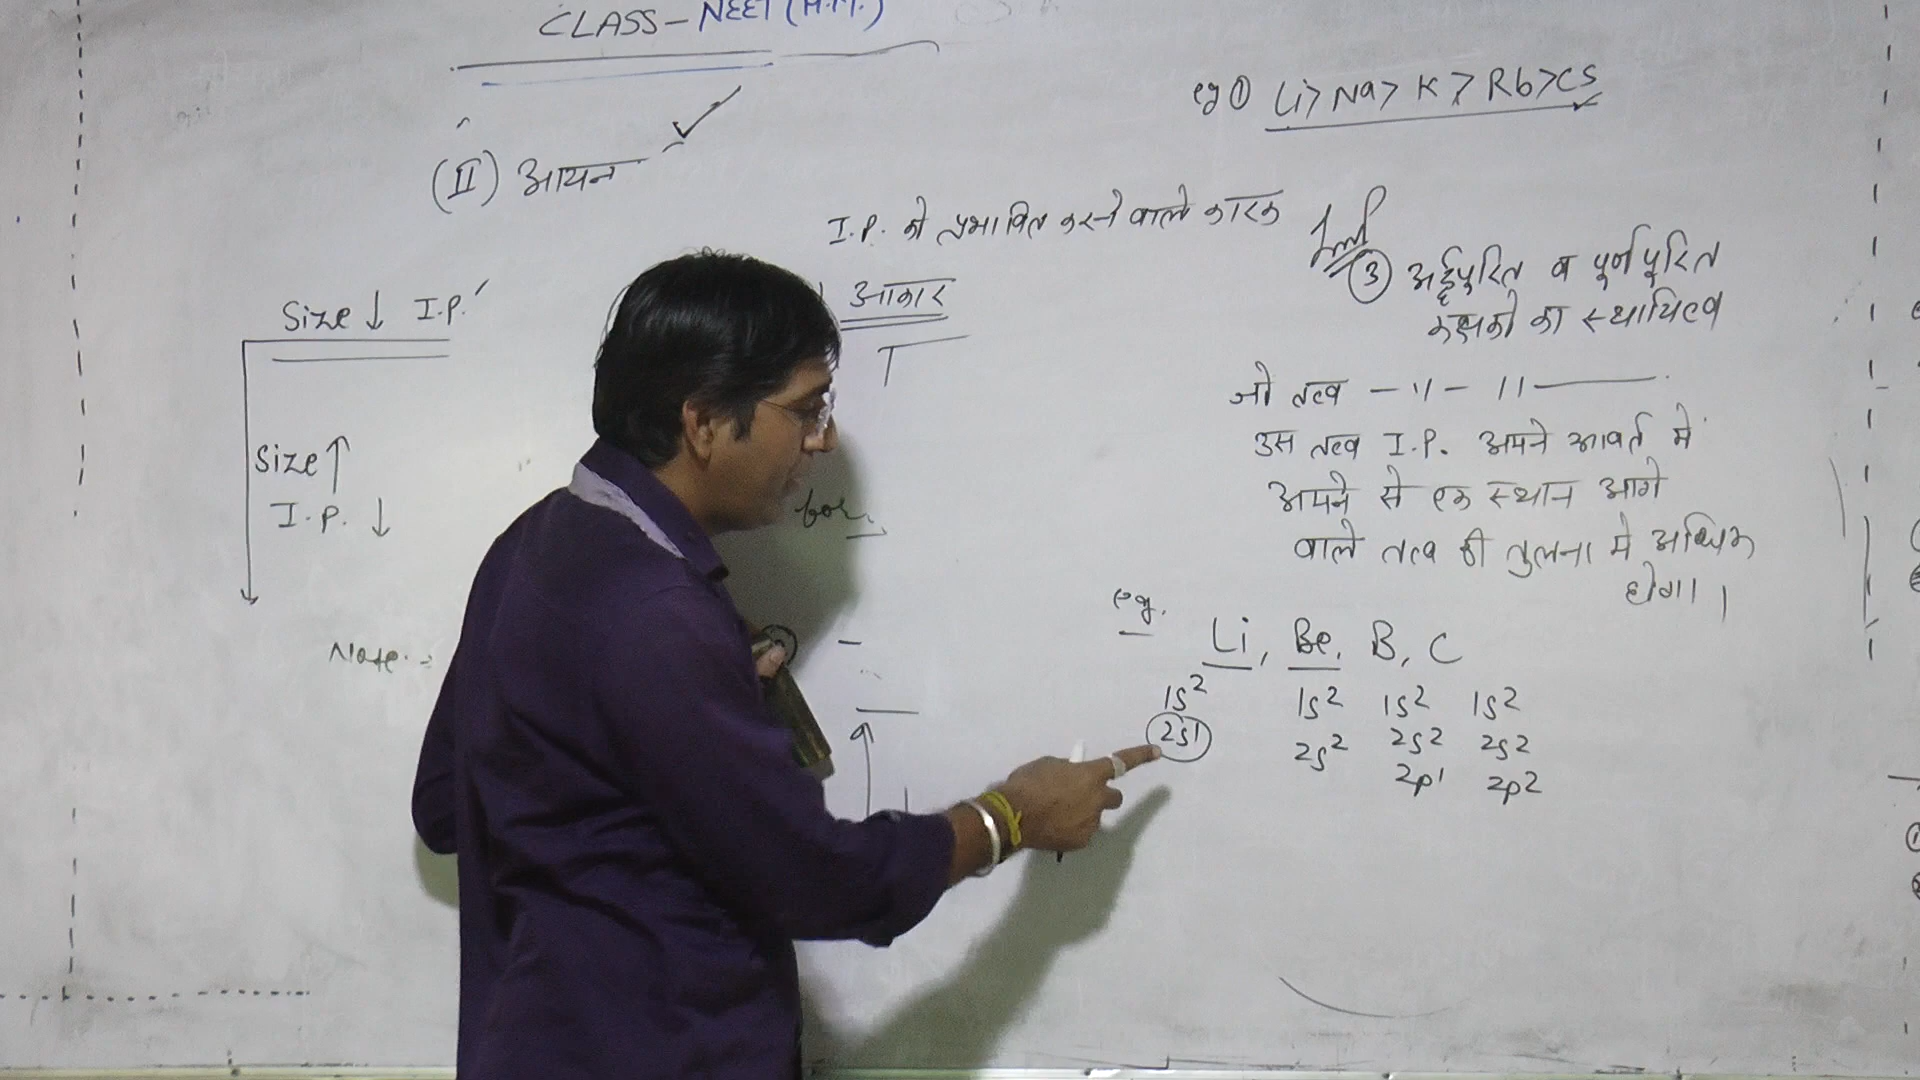 CLASS - NEET (H.M.)
eg ① Li > Na > K > Rb > Cs
(II) आयन
I.P. को प्रभावित करने वाले कारक
आकार
Size ↓ I.P.
Size ↑
I.P. ↓
Note :-
③ अर्द्धपूरित व पूर्णपूरित
कक्षकों का स्थायित्व
जो तत्व — 11 — 11 ———
उस तत्व I.P. अपने आवर्त में
अपने से एक स्थान आगे
वाले तत्व की तुलना में अधिक
होगा।
eg.
Li, Be, B, C
1s² 1s² 1s² 1s²
2s1 2s² 2s² 2s²
2p¹ 2p2